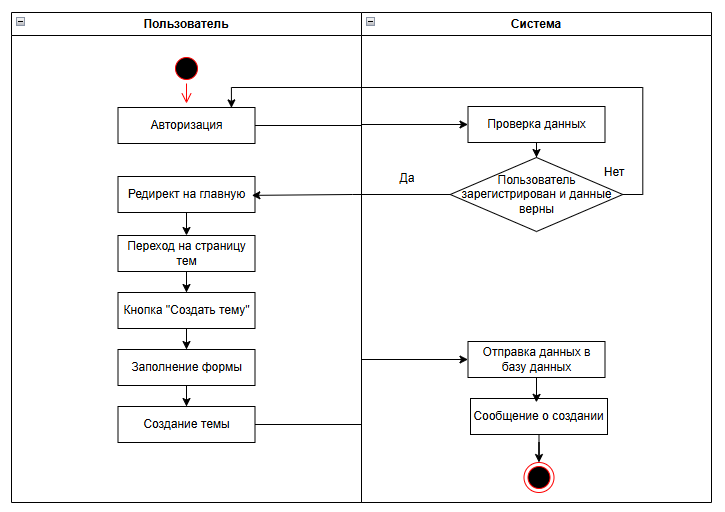 Пользователь
Система
Авторизация
Проверка данных
Нет
Да
Пользователь
зарегистрирован и данные
верны
Редирект на главную
Переход на страницу
тем
Кнопка "Создать тему"
Заполнение формы
Отправка данных в
базу данных
Создание темы
Сообщение о создании